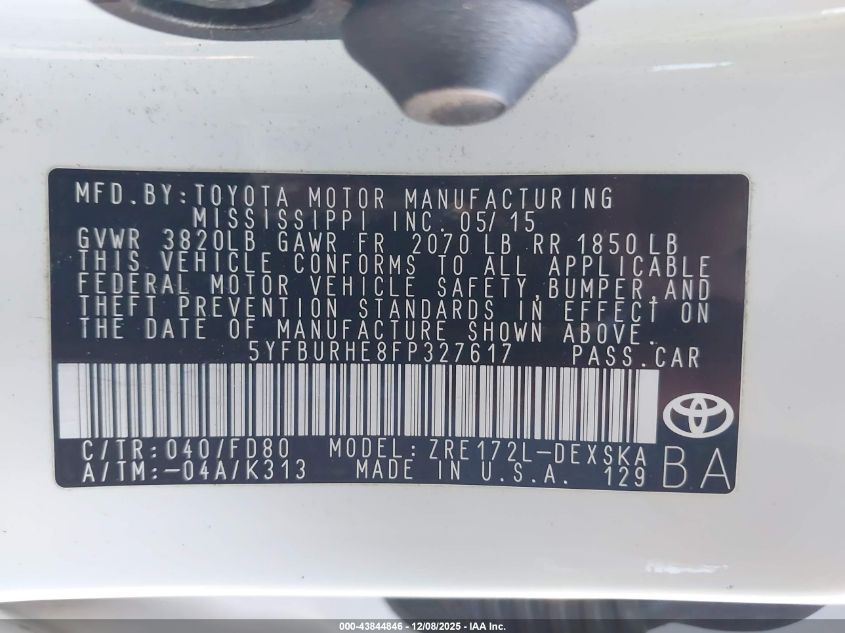 MFD.BY:TOYOTA MOTOR MANUFACTURING
MISSISSIPPI INC. 05/15
GVWR 3820LB GAWR FR 2070 LB RR 1850 LB
THIS VEHICLE CONFORMS TO ALL APPLICABLE
FEDERAL MOTOR VEHICLE SAFETY,BUMPER,AND
THEFT PREVENTION STANDARDS IN EFFECT ON
THE DATE OF MANUFACTURE SHOWN ABOVE.
5YFBURHE8FP327617 PASS.CAR
C/TR:040/FD80 MODEL:ZRE172L-DEXSKA
A/TM:-04A/K313 MADE IN U.S.A. 129 BA
000-43844846 - 12/08/2025 - IAA Inc.